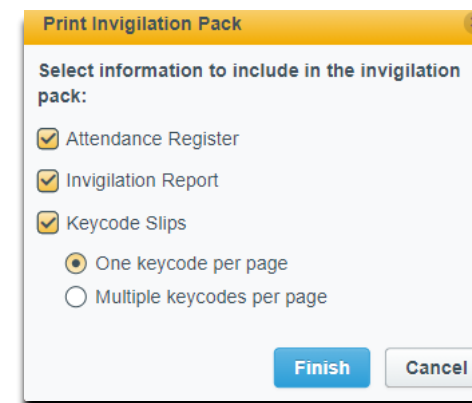 Print Invigilation Pack
Select information to include in the invigilation
pack:
Attendance Register
Invigilation Report
Keycode Slips
One keycode per page
Multiple keycodes per page
Finish Cancel